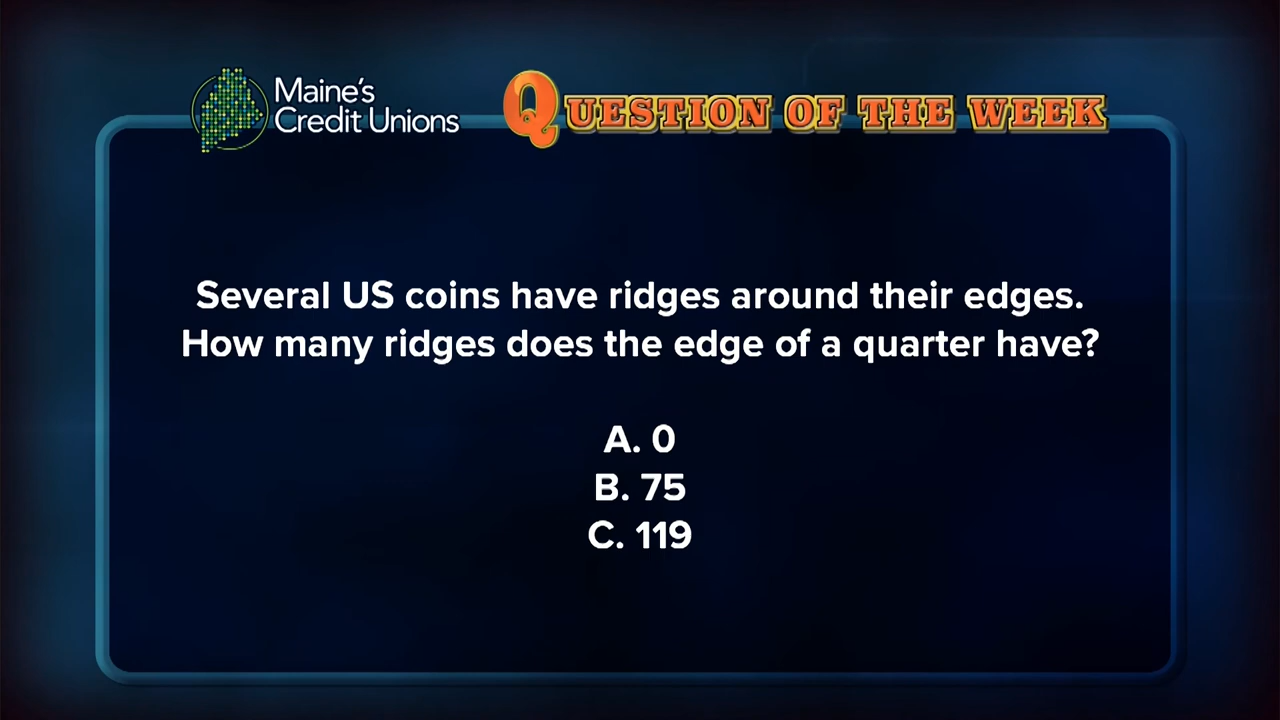 Maine's
Credit Unions
QUESTION OF THE WEEK
Several US coins have ridges around their edges.
How many ridges does the edge of a quarter have?
A. 0
B. 75
C. 119